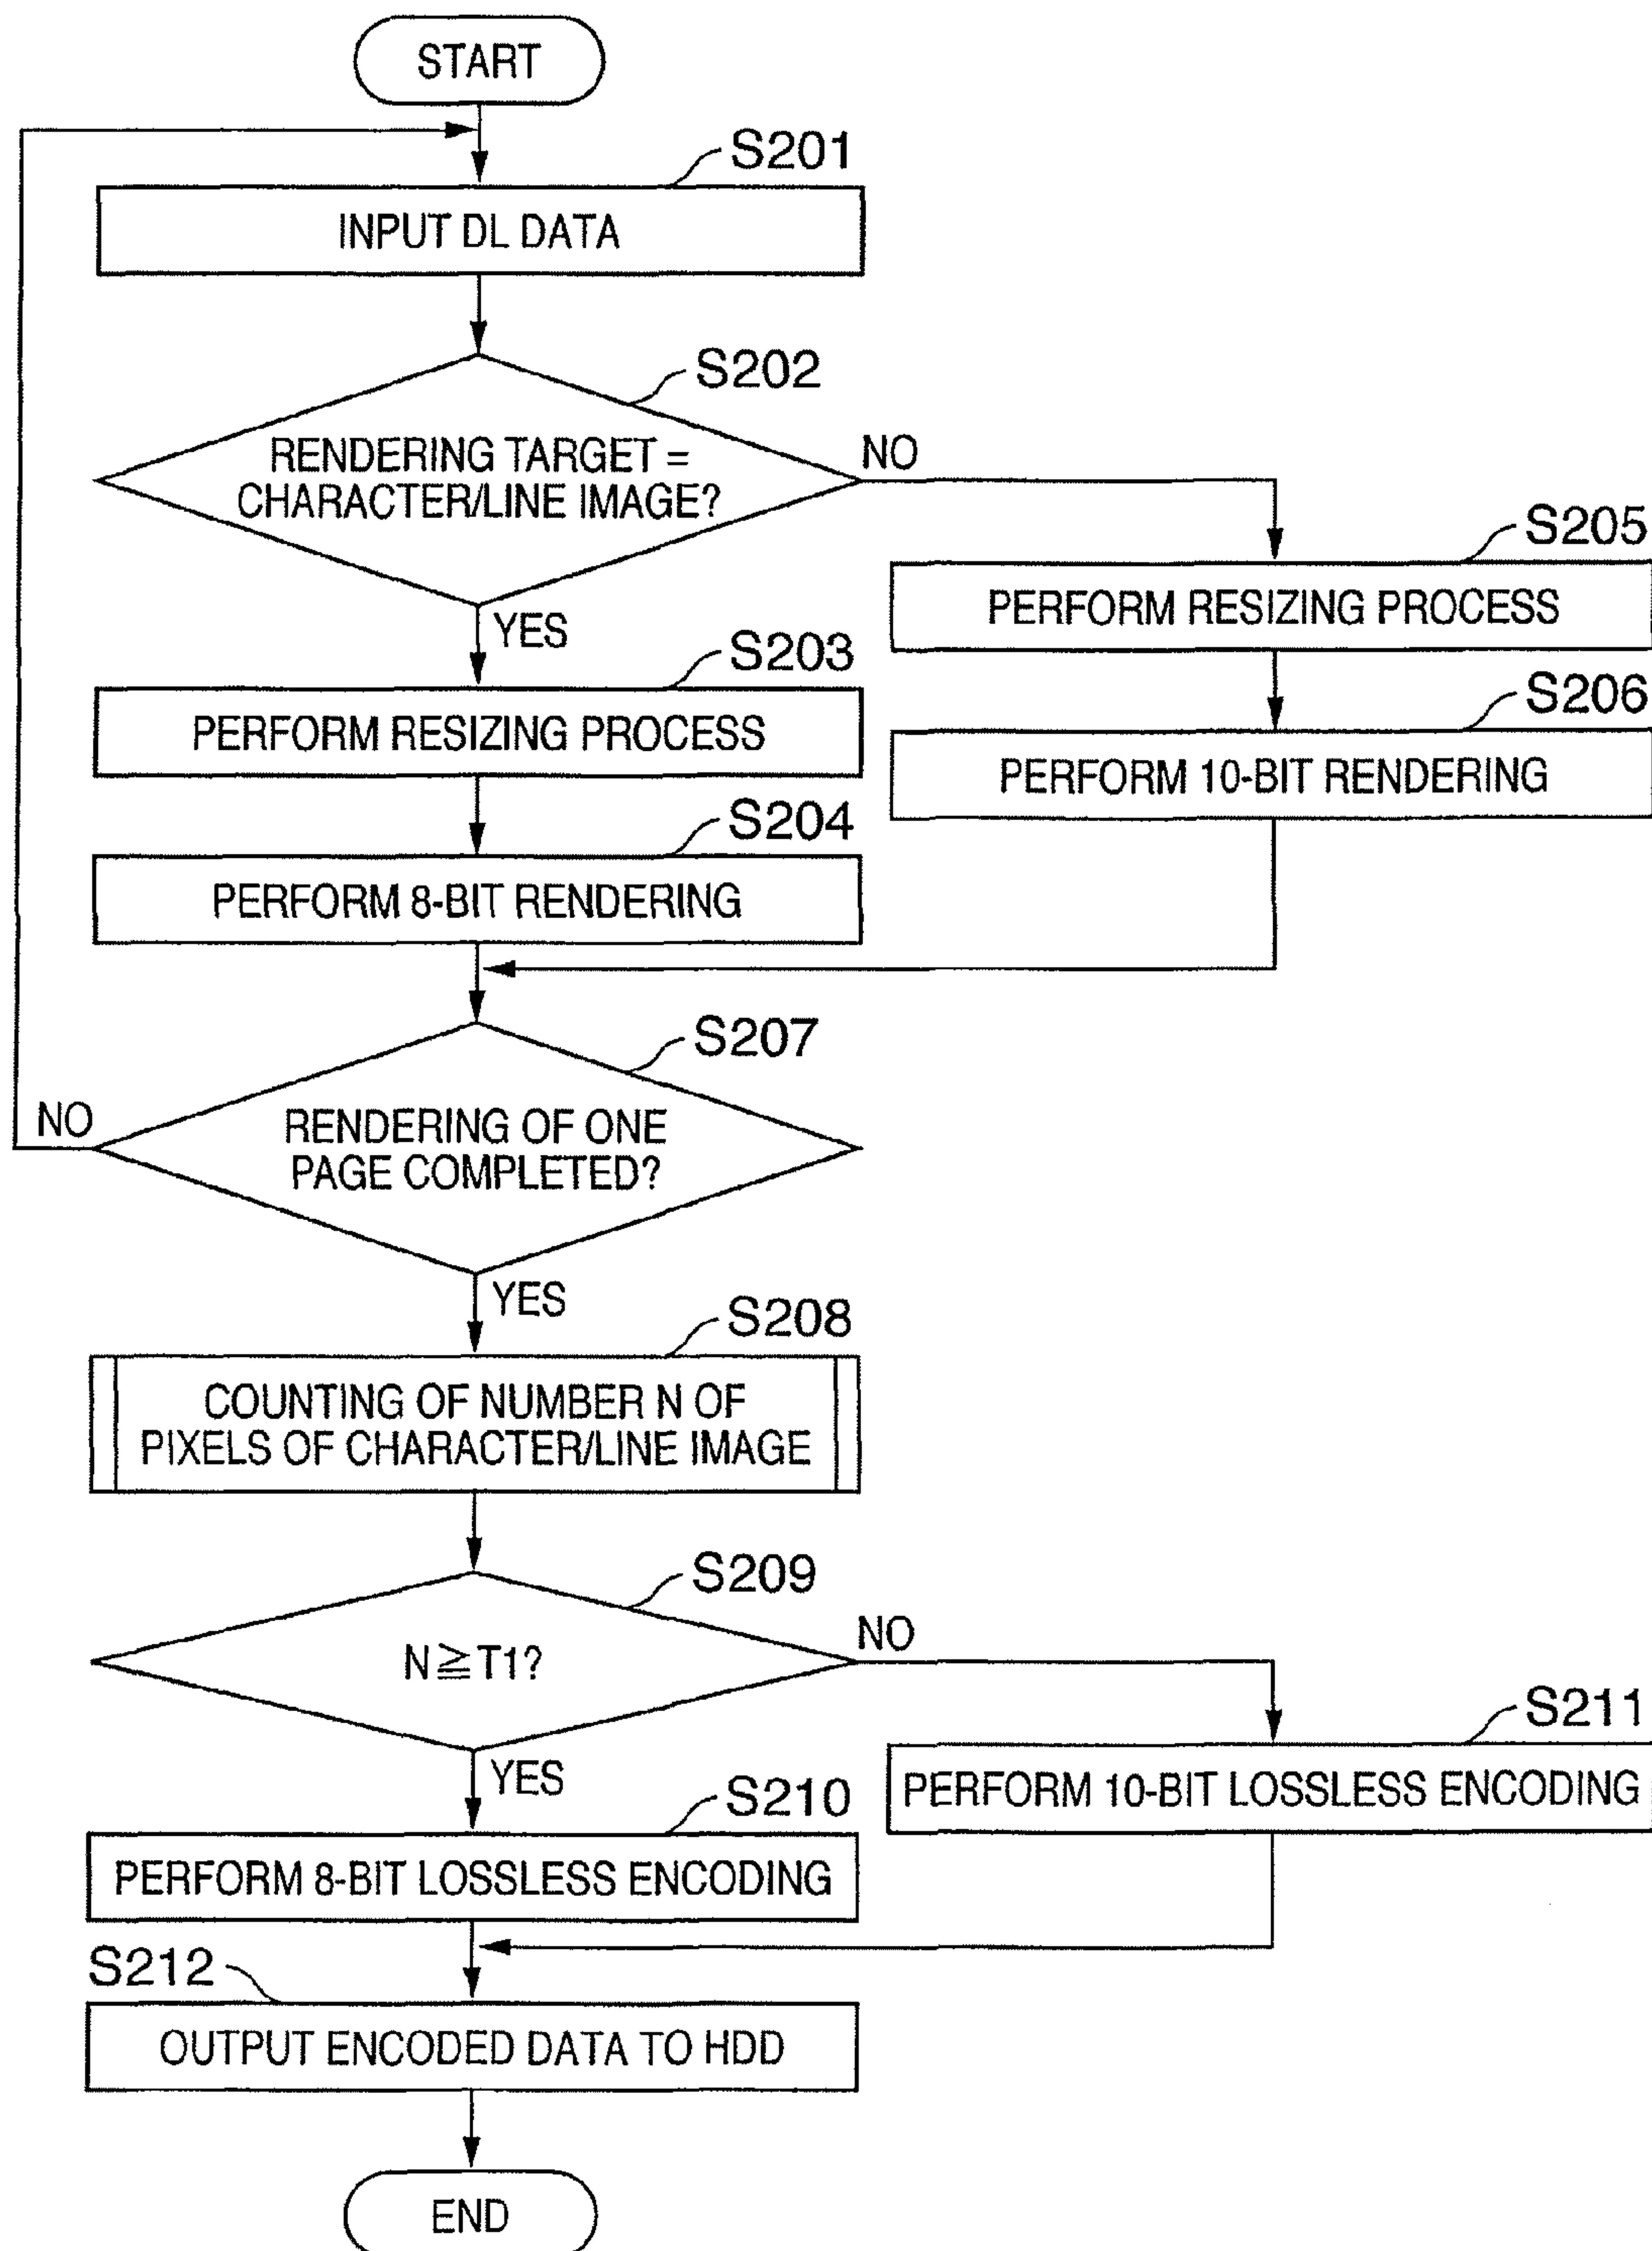 START
S201
INPUT DL DATA
S202
RENDERING TARGET =
CHARACTER/LINE IMAGE?
NO
YES
S205
PERFORM RESIZING PROCESS
S203
PERFORM RESIZING PROCESS
S206
PERFORM 10-BIT RENDERING
S204
PERFORM 8-BIT RENDERING
S207
RENDERING OF ONE
PAGE COMPLETED?
NO
YES
S208
COUNTING OF NUMBER N OF
PIXELS OF CHARACTER/LINE IMAGE
S209
N≧T1?
NO
YES
S211
PERFORM 10-BIT LOSSLESS ENCODING
S210
PERFORM 8-BIT LOSSLESS ENCODING
S212
OUTPUT ENCODED DATA TO HDD
END